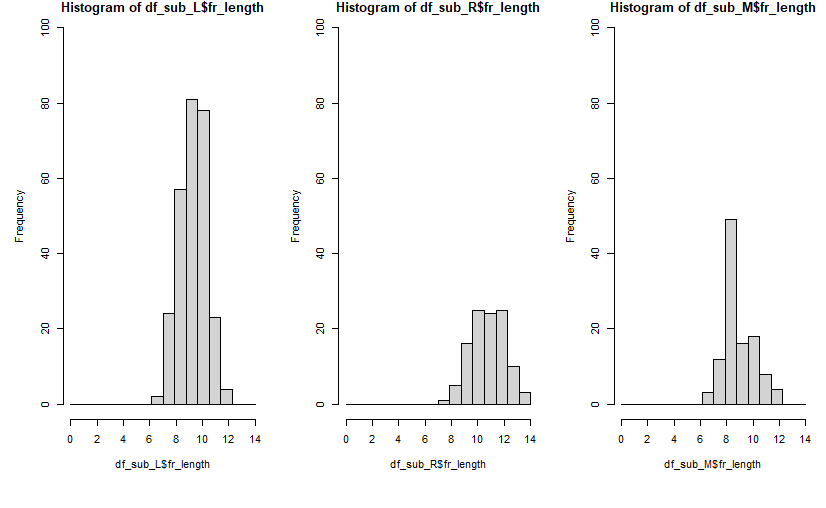 Histogram of df_sub_L$fr_length
Frequency
0 20 40 60 80 100
0 2 4 6 8 10 12 14
df_sub_L$fr_length
Histogram of df_sub_R$fr_length
Frequency
0 20 40 60 80 100
0 2 4 6 8 10 12 14
df_sub_R$fr_length
Histogram of df_sub_M$fr_length
Frequency
0 20 40 60 80 100
0 2 4 6 8 10 12 14
df_sub_M$fr_length